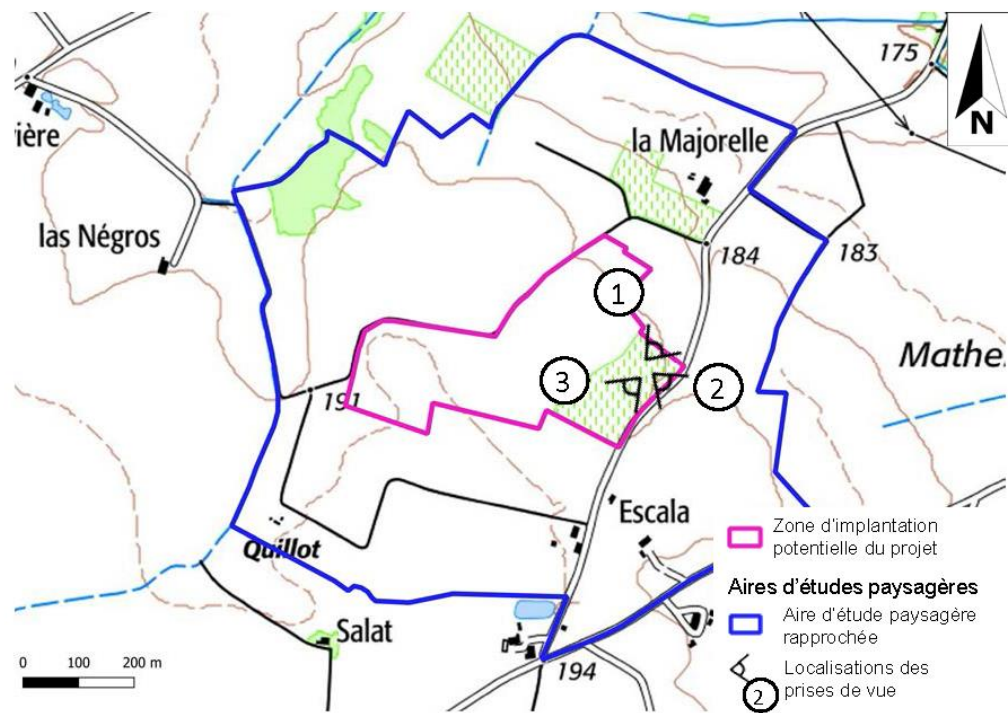 175
N
ière
la Majorelle
las Négros
184
183
1
Mathe
3
2
191
Escala
Quillot
Salat
194
0 100 200 m
Zone d'implantation
potentielle du projet
Aires d'études paysagères
Aire d'étude paysagère
rapprochée
Localisations des
prises de vue
2